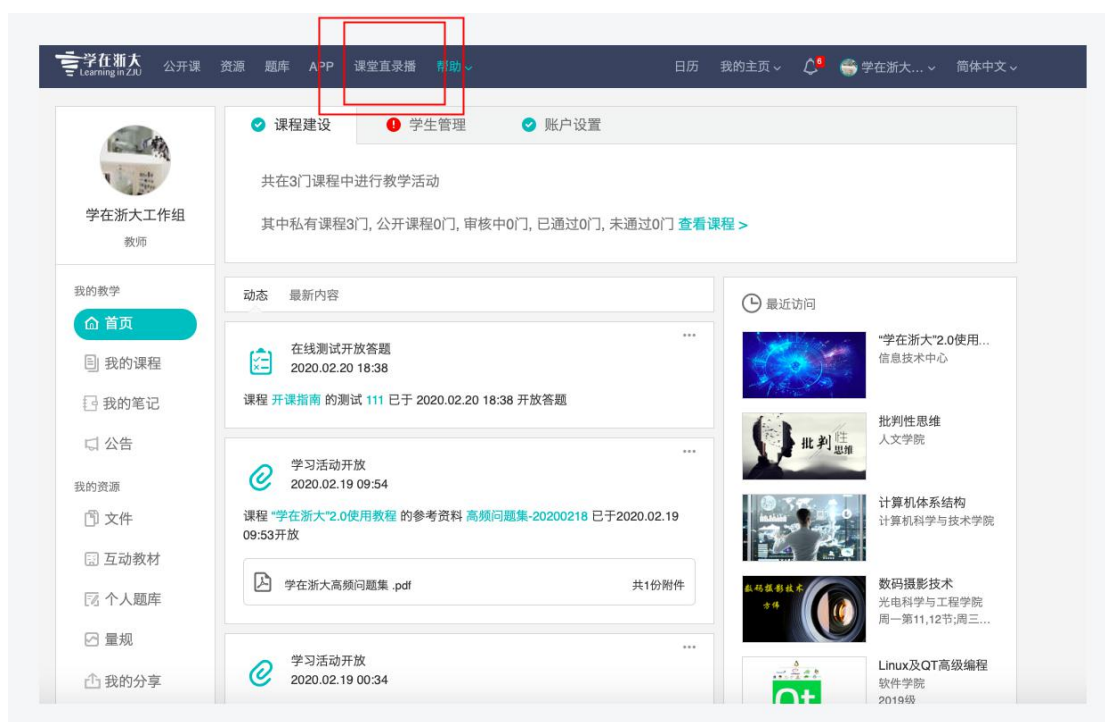 学在浙大
Learning in ZJU
公开课 资源 题库 APP 课堂直录播 帮助
日历 我的主页 6 学在浙大... 简体中文
学在浙大工作组
教师
我的教学
首页
我的课程
我的笔记
公告
我的资源
文件
互动教材
个人题库
量规
我的分享
课程建设 学生管理 账户设置
共在3门课程中进行教学活动
其中私有课程3门, 公开课程0门, 审核中0门, 已通过0门, 未通过0门 查看课程 >
动态 最新内容
在线测试开放答题
2020.02.20 18:38
课程 开课指南 的测试 111 已于 2020.02.20 18:38 开放答题
学习活动开放
2020.02.19 09:54
课程 "学在浙大"2.0使用教程 的参考资料 高频问题集-20200218 已于2020.02.19
09:53开放
学在浙大高频问题集 .pdf 共1份附件
学习活动开放
2020.02.19 00:34
最近访问
"学在浙大"2.0使用...
信息技术中心
批判性思维
批判性思维
人文学院
计算机体系结构
计算机科学与技术学院
数码摄影技术
方伟
数码摄影技术
光电科学与工程学院
周一第11,12节;周三...
Qt
Linux及QT高级编程
软件学院
2019级